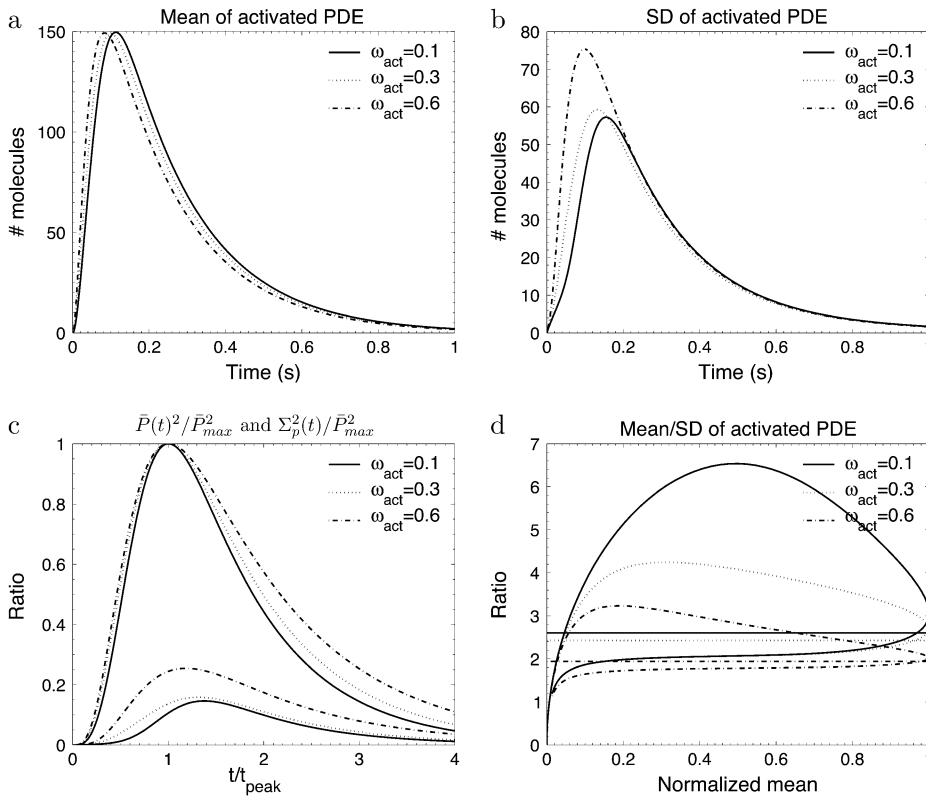 a
Mean of activated PDE
150
100
50
0
# molecules
ω_act=0.1
ω_act=0.3
ω_act=0.6
0 0.2 0.4 0.6 0.8 1
Time (s)
b
SD of activated PDE
80
70
60
50
40
30
20
10
0
# molecules
ω_act=0.1
ω_act=0.3
ω_act=0.6
0 0.2 0.4 0.6 0.8
Time (s)
c
P̄(t)²/P̄²_max and Σ²_p(t)/P̄²_max
1
0.8
0.6
0.4
0.2
0
Ratio
ω_act=0.1
ω_act=0.3
ω_act=0.6
0 1 2 3 4
t/t_peak
d
Mean/SD of activated PDE
7
6
5
4
3
2
1
0
Ratio
ω_act=0.1
ω_act=0.3
ω_act=0.6
0 0.2 0.4 0.6 0.8
Normalized mean